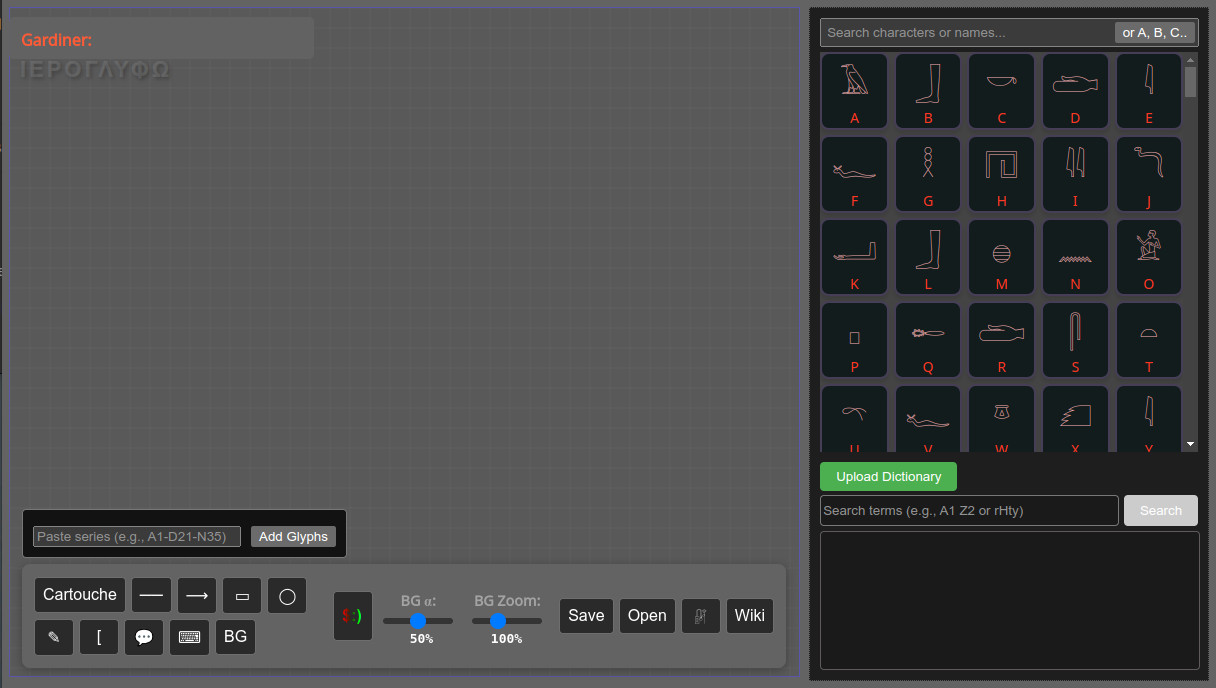 Gardiner:
ΙΕΡΟΓΛΥΦΩ
Paste series (e.g., A1-D21-N35) Add Glyphs
Cartouche
[ BG
BG α: BG Zoom:
50% 100%
Save Open Wiki
Search characters or names... or A, B, C..
A B C D E
F G H I J
K L M N O
P Q R S T
U V W X Y
Upload Dictionary
Search terms (e.g., A1 Z2 or rHty) Search